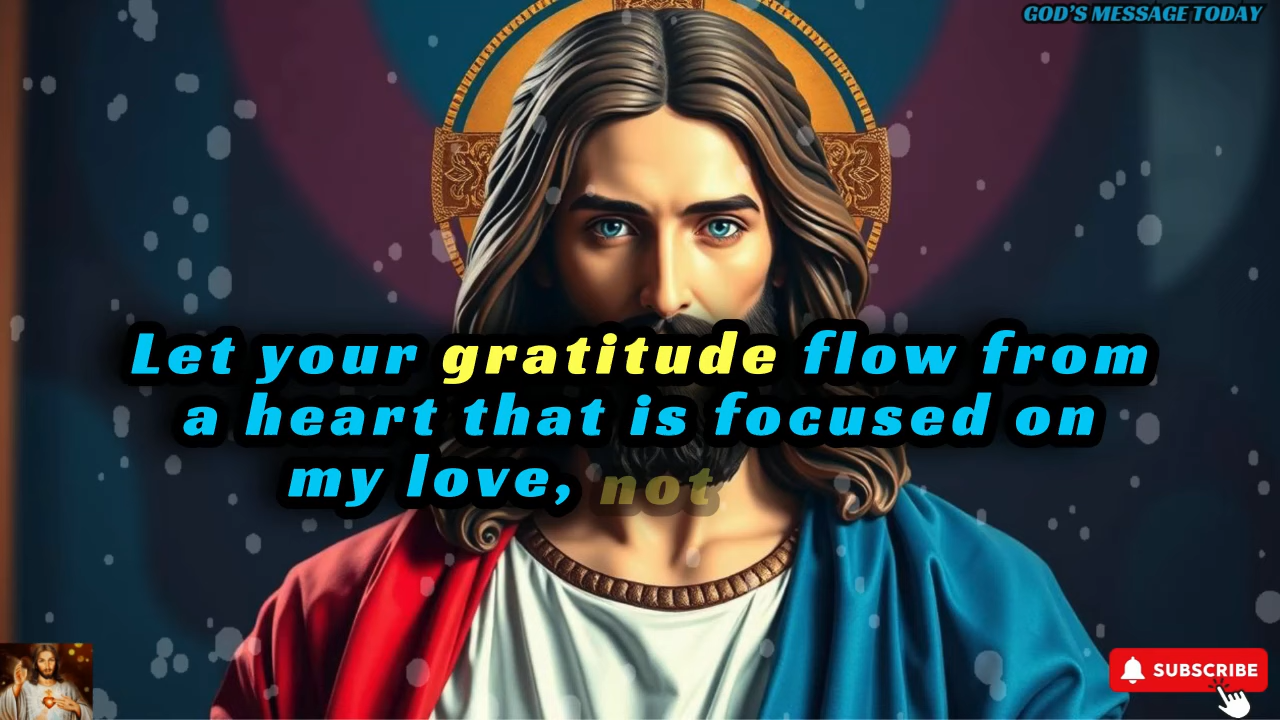 GOD'S MESSAGE TODAY
Let your gratitude flow from
a heart that is focused on
my love, not
SUBSCRIBE